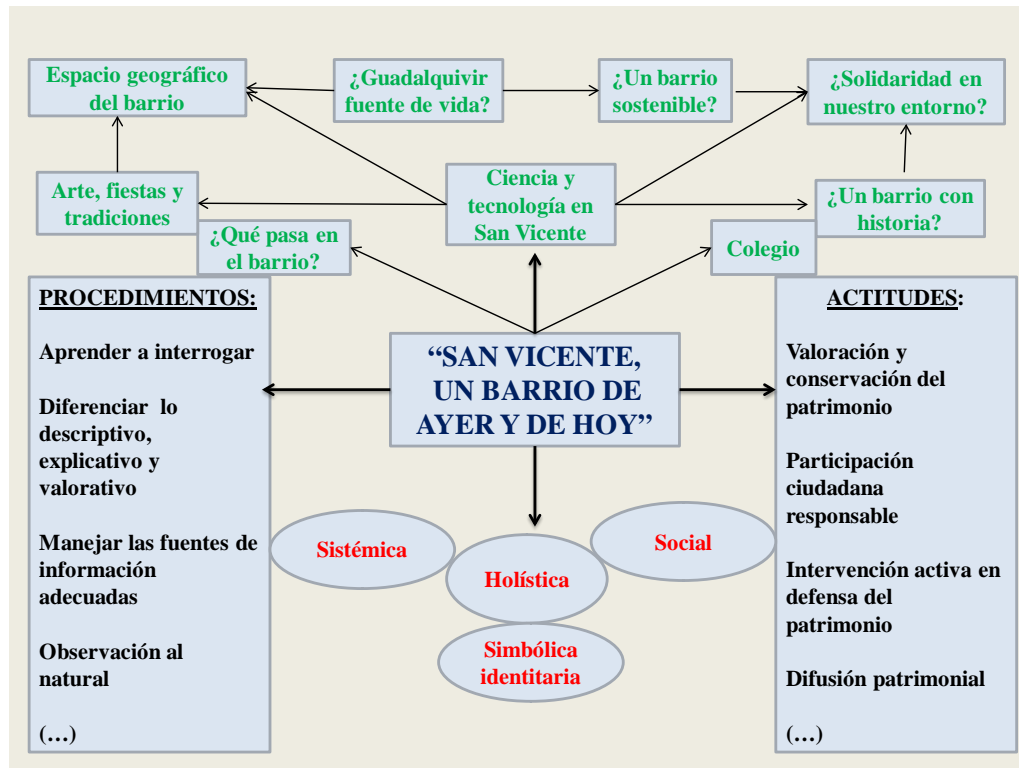 Espacio geográfico
del barrio
¿Guadalquivir
fuente de vida?
¿Un barrio
sostenible?
¿Solidaridad en
nuestro entorno?
Arte, fiestas y
tradiciones
Ciencia y
tecnología en
San Vicente
¿Un barrio con
historia?
¿Qué pasa en
el barrio?
Colegio
PROCEDIMIENTOS:
Aprender a interrogar
Diferenciar lo
descriptivo,
explicativo y
valorativo
Manejar las fuentes de
información
adecuadas
Observación al
natural
(…)
“SAN VICENTE,
UN BARRIO DE
AYER Y DE HOY”
Sistémica
Holística
Social
Simbólica
identitaria
ACTITUDES:
Valoración y
conservación del
patrimonio
Participación
ciudadana
responsable
Intervención activa en
defensa del
patrimonio
Difusión patrimonial
(…)